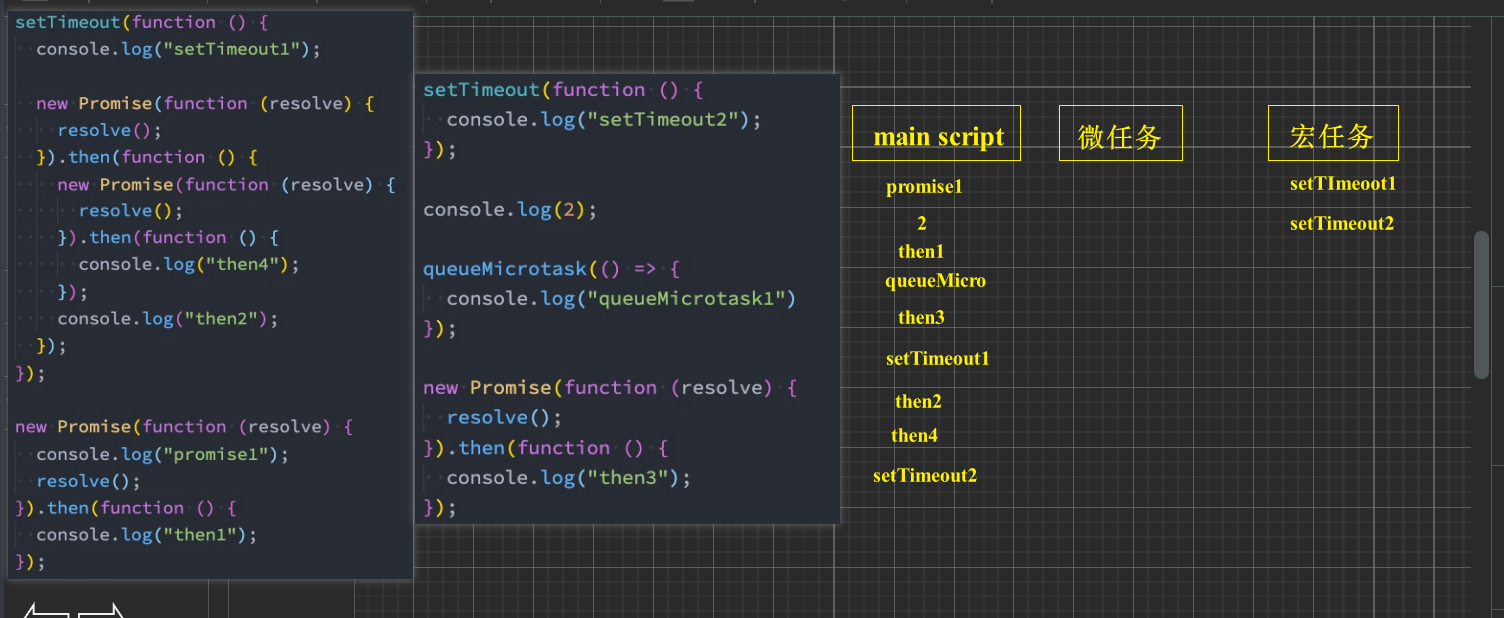 setTimeout(function () {
  console.log("setTimeout1");
  new Promise(function (resolve) {
    resolve();
  }).then(function () {
    new Promise(function (resolve) {
      resolve();
    }).then(function () {
      console.log("then4");
    });
    console.log("then2");
  });
});
new Promise(function (resolve) {
  console.log("promise1");
  resolve();
}).then(function () {
  console.log("then1");
});
setTimeout(function () {
  console.log("setTimeout2");
});
console.log(2);
queueMicrotask(() => {
  console.log("queueMicrotask1")
});
new Promise(function (resolve) {
  resolve();
}).then(function () {
  console.log("then3");
});
main script
promise1
2
then1
queueMicro
then3
setTimeout1
then2
then4
setTimeout2
微任务
宏任务
setTImeoot1
setTimeout2